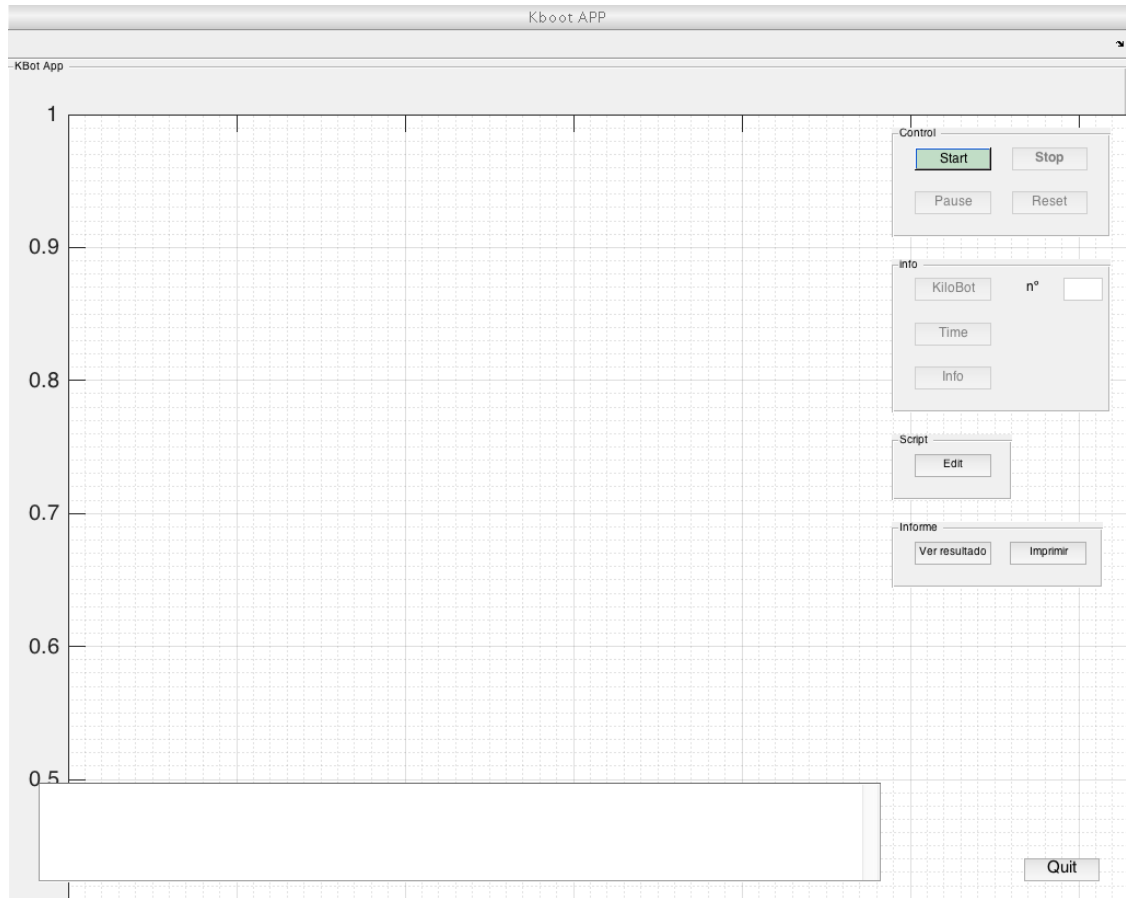 Kboot APP
KBot App
1
0.9
0.8
0.7
0.6
0.5
Control
Start Stop
Pause Reset
Info
KiloBot nº
Time
Info
Script
Edit
Informe
Ver resultado Imprimir
Quit